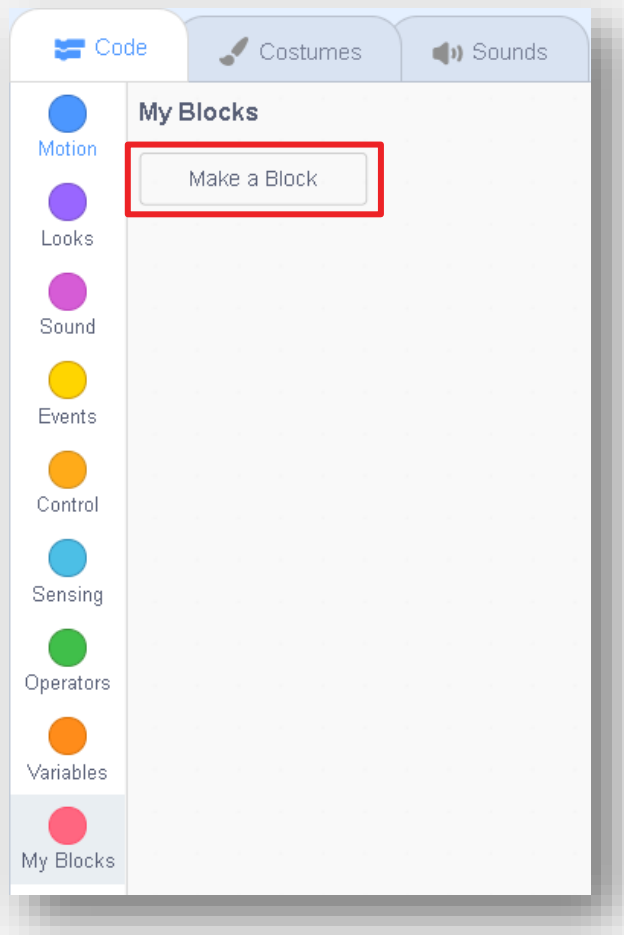 Code
Costumes
Sounds
My Blocks
Make a Block
Motion
Looks
Sound
Events
Control
Sensing
Operators
Variables
My Blocks